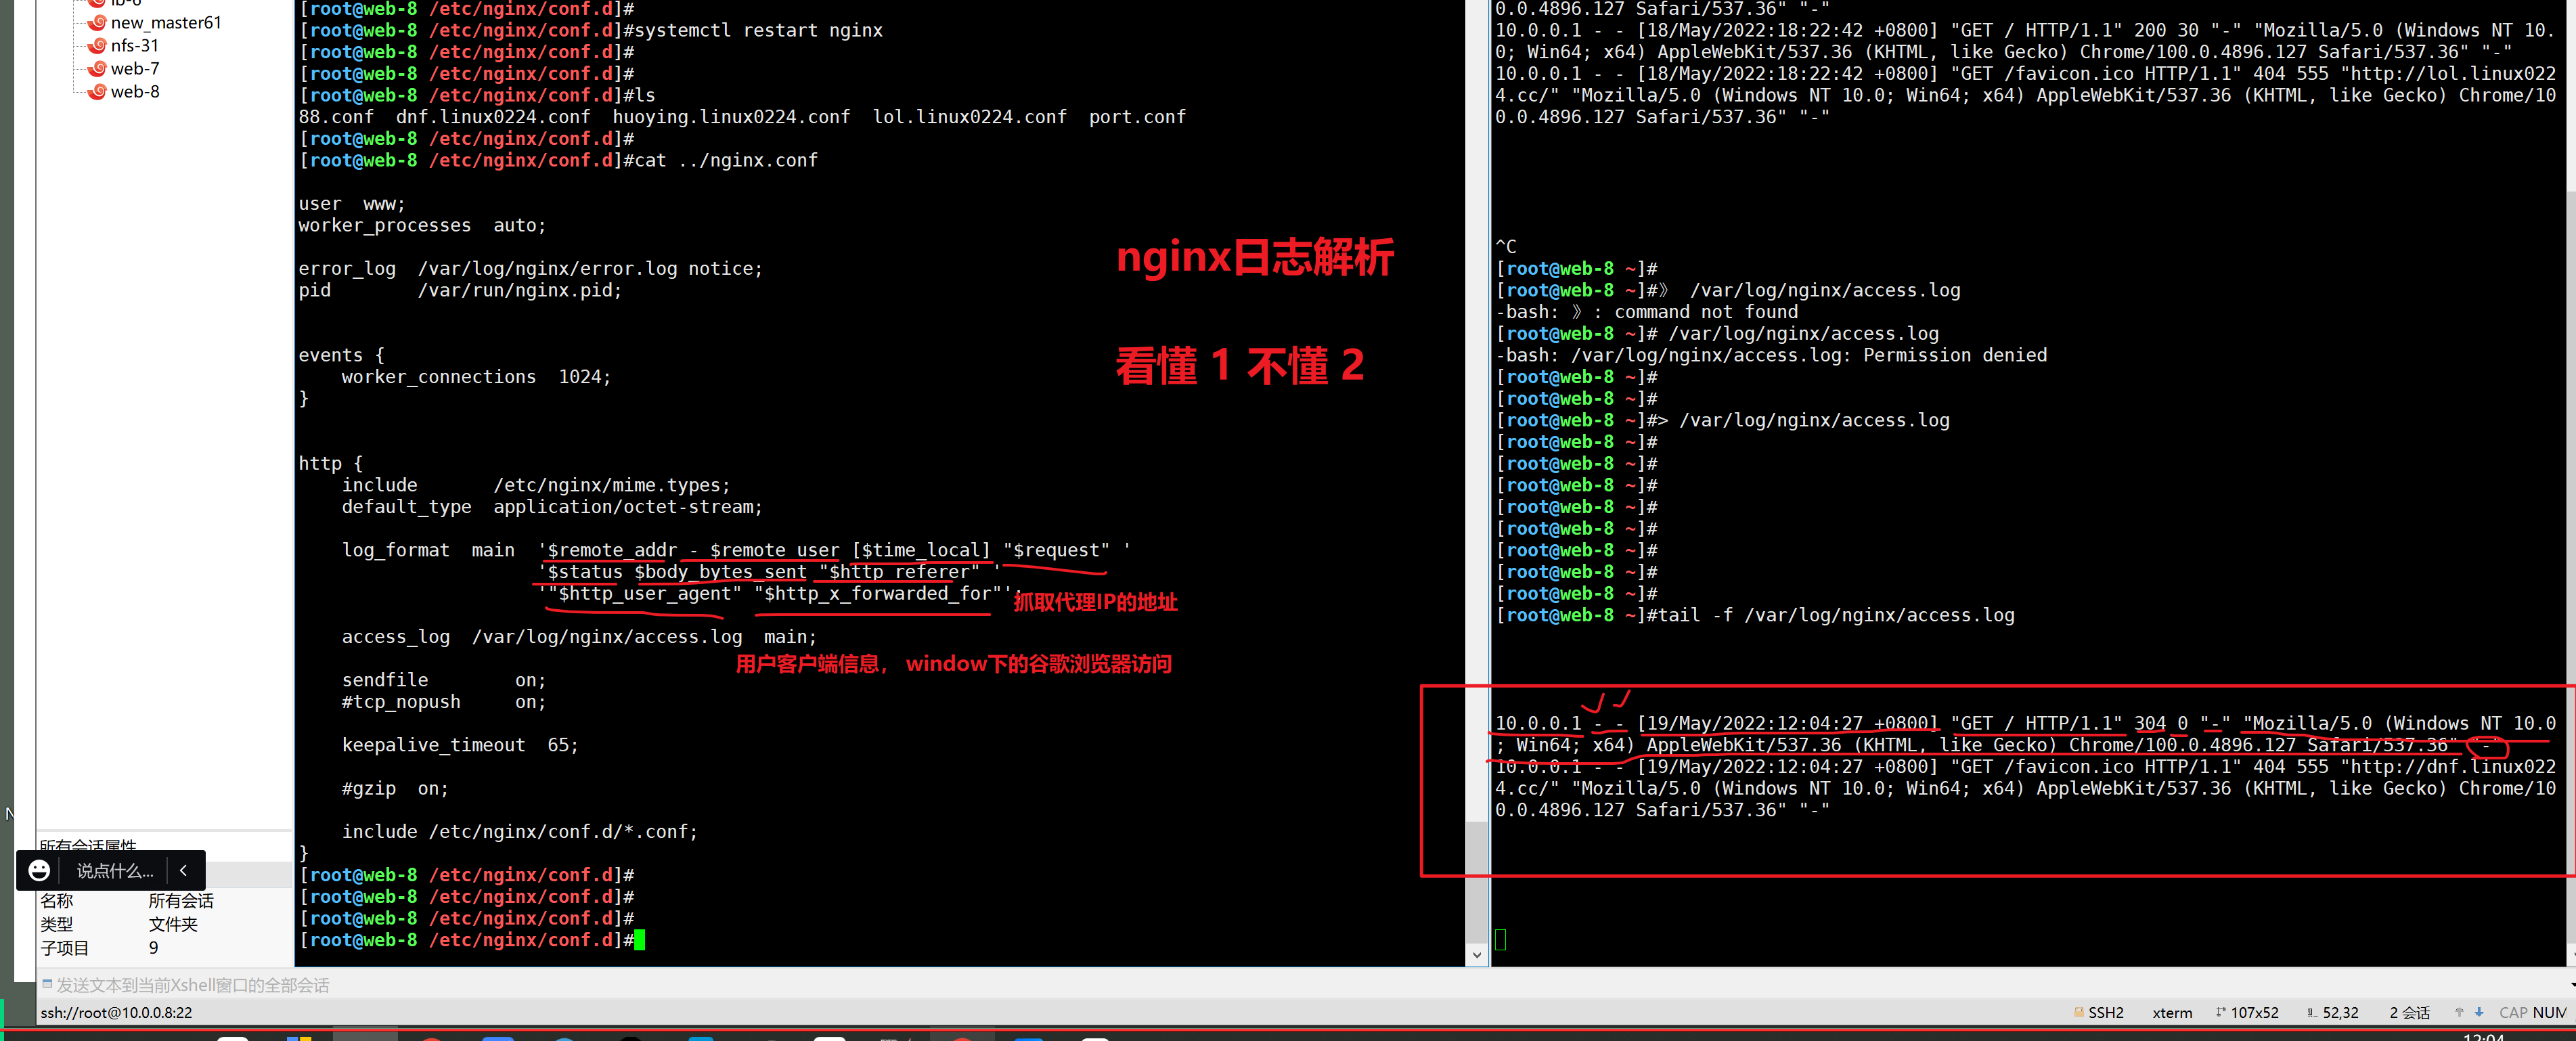 lb-6
new_master61
nfs-31
web-7
web-8
[root@web-8 /etc/nginx/conf.d]#
[root@web-8 /etc/nginx/conf.d]#systemctl restart nginx
[root@web-8 /etc/nginx/conf.d]#
[root@web-8 /etc/nginx/conf.d]#
[root@web-8 /etc/nginx/conf.d]#ls
88.conf  dnf.linux0224.conf  huoying.linux0224.conf  lol.linux0224.conf  port.conf
[root@web-8 /etc/nginx/conf.d]#
[root@web-8 /etc/nginx/conf.d]#cat ../nginx.conf
user  www;
worker_processes  auto;
error_log  /var/log/nginx/error.log notice;
pid        /var/run/nginx.pid;
events {
    worker_connections  1024;
}
http {
    include       /etc/nginx/mime.types;
    default_type  application/octet-stream;
    log_format  main  '$remote_addr - $remote_user [$time_local] "$request" '
                      '$status $body_bytes_sent "$http_referer" '
                      '"$http_user_agent" "$http_x_forwarded_for"';
抓取代理IP的地址
    access_log  /var/log/nginx/access.log  main;
用户客户端信息， window下的谷歌浏览器访问
    sendfile        on;
    #tcp_nopush     on;
    keepalive_timeout  65;
    #gzip  on;
    include /etc/nginx/conf.d/*.conf;
}
[root@web-8 /etc/nginx/conf.d]#
[root@web-8 /etc/nginx/conf.d]#
[root@web-8 /etc/nginx/conf.d]#
[root@web-8 /etc/nginx/conf.d]#
nginx日志解析
看懂 1 不懂 2
0.0.4896.127 Safari/537.36" "-"
10.0.0.1 - - [18/May/2022:18:22:42 +0800] "GET / HTTP/1.1" 200 30 "-" "Mozilla/5.0 (Windows NT 10.
0; Win64; x64) AppleWebKit/537.36 (KHTML, like Gecko) Chrome/100.0.4896.127 Safari/537.36" "-"
10.0.0.1 - - [18/May/2022:18:22:42 +0800] "GET /favicon.ico HTTP/1.1" 404 555 "http://lol.linux022
4.cc/" "Mozilla/5.0 (Windows NT 10.0; Win64; x64) AppleWebKit/537.36 (KHTML, like Gecko) Chrome/10
0.0.4896.127 Safari/537.36" "-"
^C
[root@web-8 ~]#
[root@web-8 ~]#》 /var/log/nginx/access.log
-bash: 》: command not found
[root@web-8 ~]# /var/log/nginx/access.log
-bash: /var/log/nginx/access.log: Permission denied
[root@web-8 ~]#
[root@web-8 ~]#
[root@web-8 ~]#> /var/log/nginx/access.log
[root@web-8 ~]#
[root@web-8 ~]#
[root@web-8 ~]#
[root@web-8 ~]#
[root@web-8 ~]#
[root@web-8 ~]#
[root@web-8 ~]#
[root@web-8 ~]#
[root@web-8 ~]#tail -f /var/log/nginx/access.log
10.0.0.1 - - [19/May/2022:12:04:27 +0800] "GET / HTTP/1.1" 304 0 "-" "Mozilla/5.0 (Windows NT 10.0
; Win64; x64) AppleWebKit/537.36 (KHTML, like Gecko) Chrome/100.0.4896.127 Safari/537.36" "-"
10.0.0.1 - - [19/May/2022:12:04:27 +0800] "GET /favicon.ico HTTP/1.1" 404 555 "http://dnf.linux022
4.cc/" "Mozilla/5.0 (Windows NT 10.0; Win64; x64) AppleWebKit/537.36 (KHTML, like Gecko) Chrome/10
0.0.4896.127 Safari/537.36" "-"
N
所有会话属性
说点什么...
名称 所有会话
类型 文件夹
子项目 9
发送文本到当前Xshell窗口的全部会话
ssh://root@10.0.0.8:22
SSH2 xterm 107x52 52,32 2 会话 CAP NUM
12:04